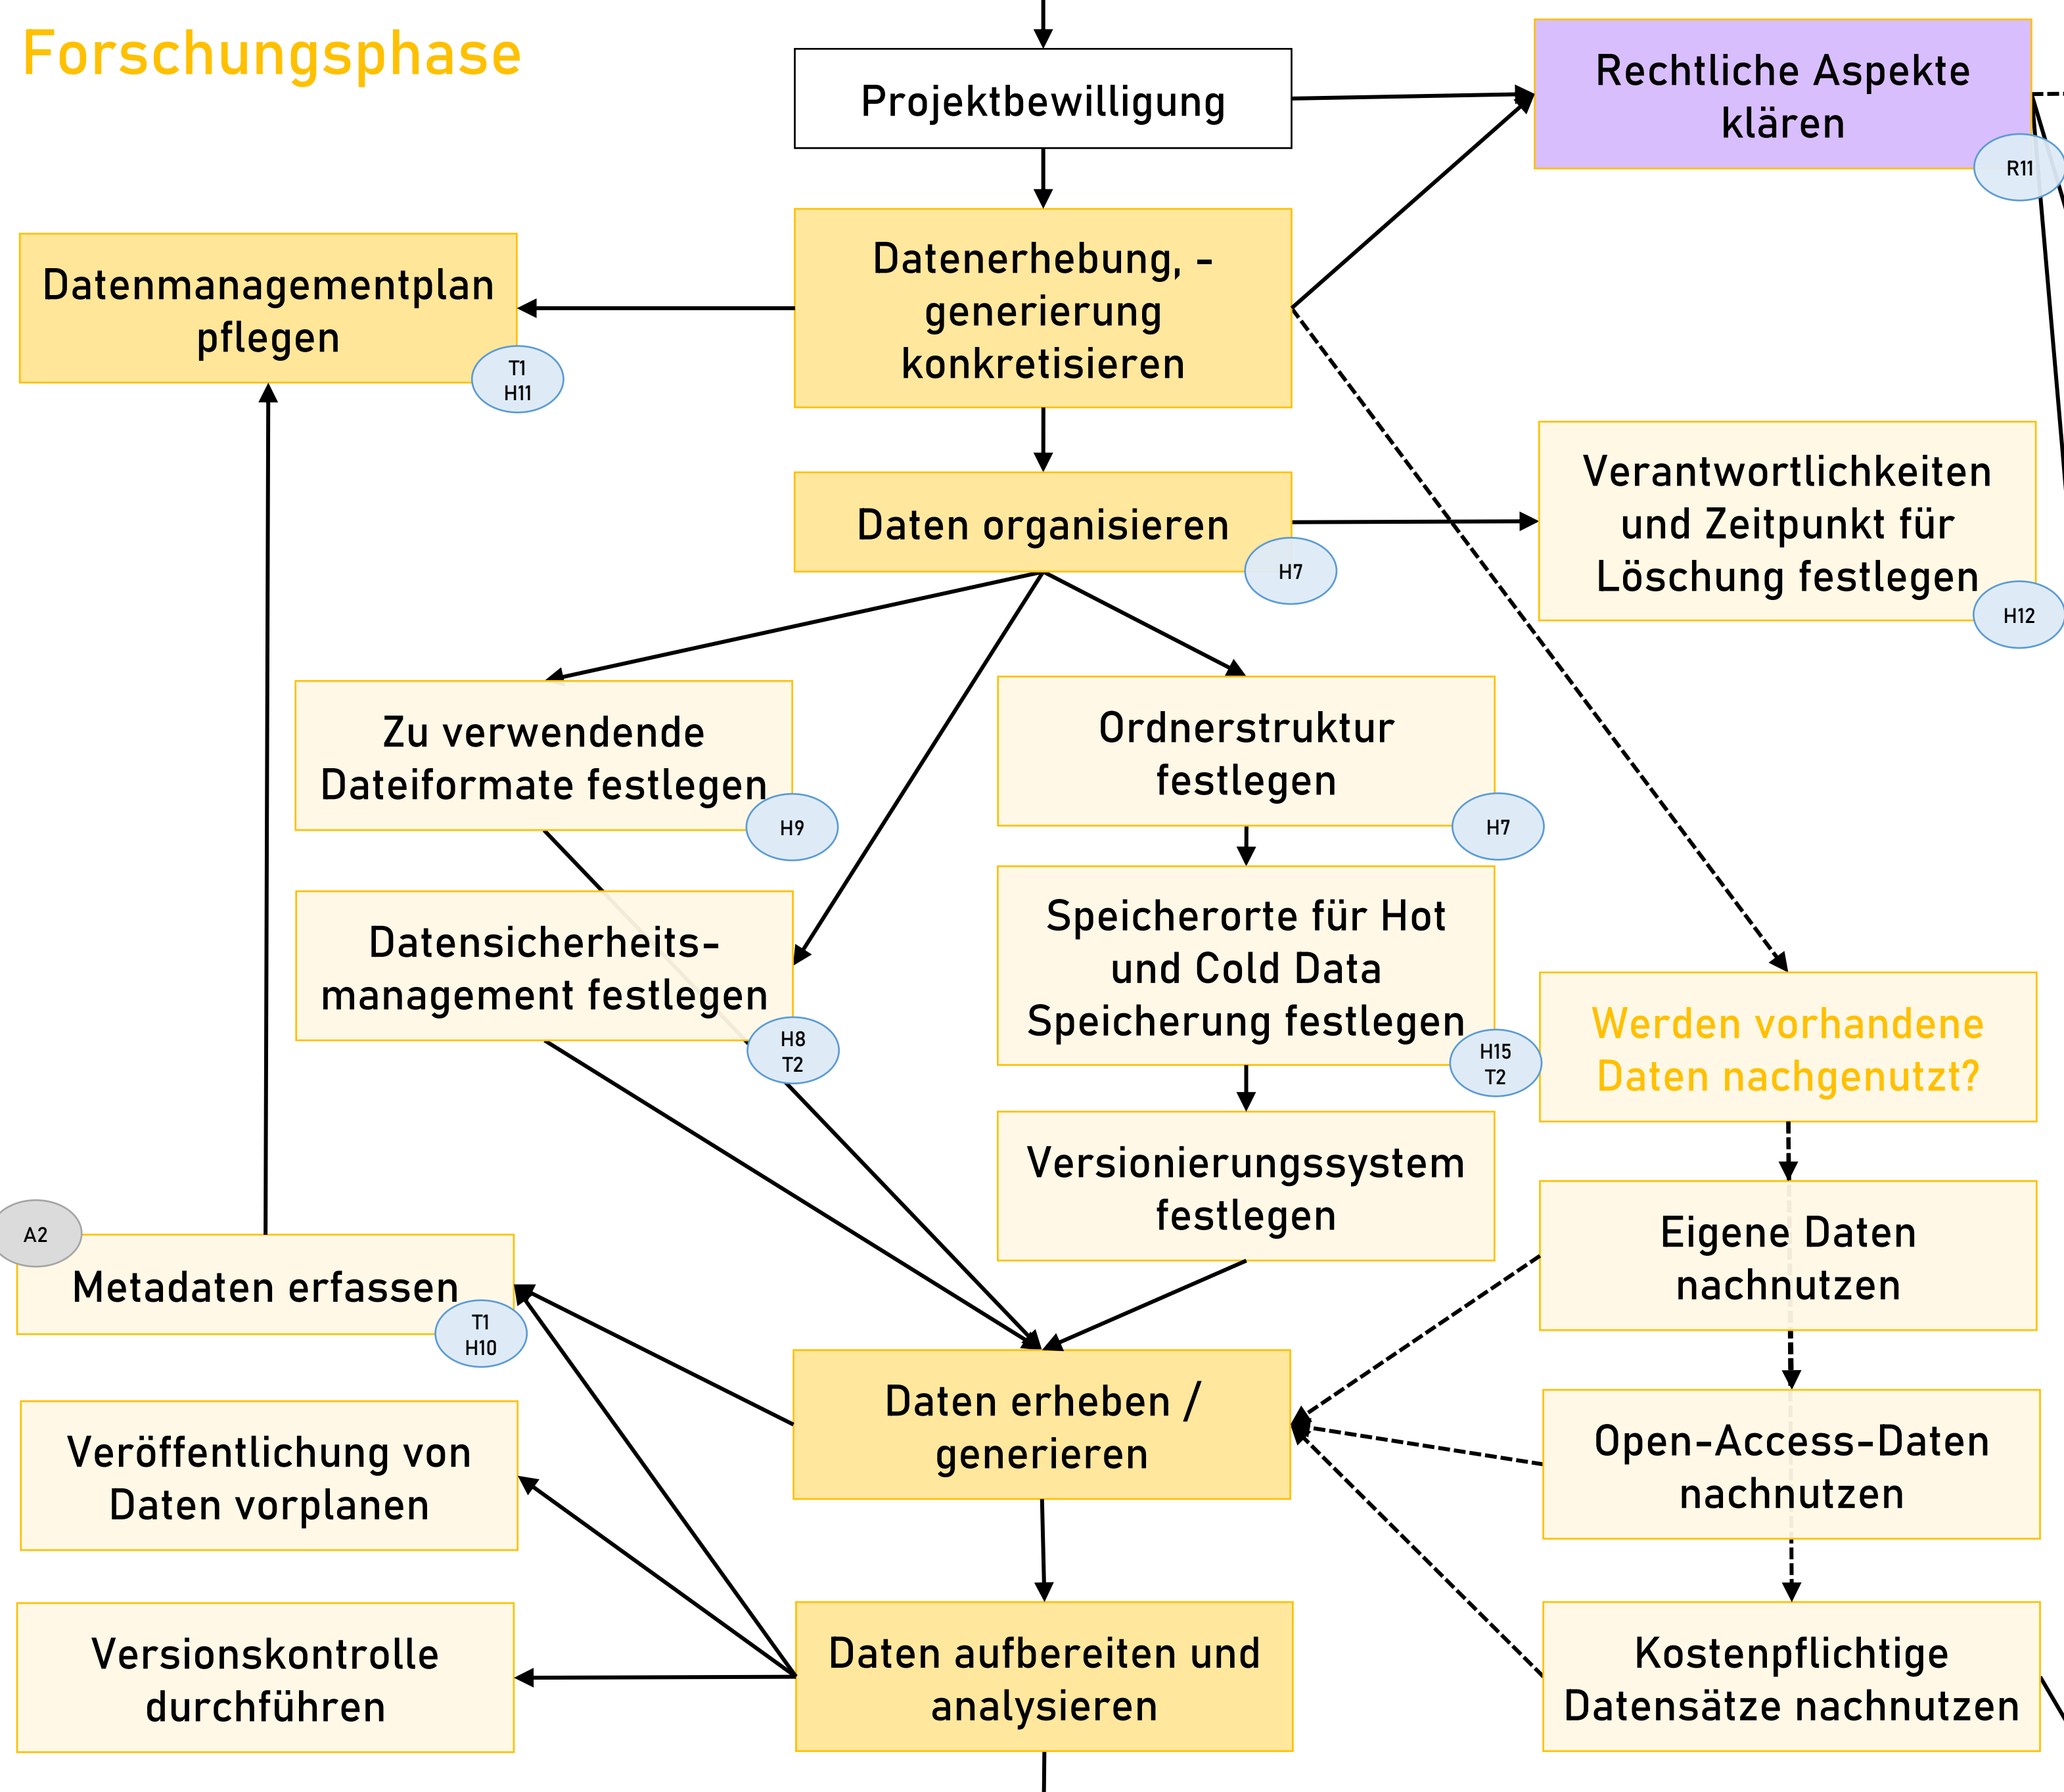 Forschungsphase
Projektbewilligung
Rechtliche Aspekte
klären
R11
Datenerhebung, -
generierung
konkretisieren
Datenmanagementplan
pflegen
T1
H11
Daten organisieren
H7
Verantwortlichkeiten
und Zeitpunkt für
Löschung festlegen
H12
Zu verwendende
Dateiformate festlegen
H9
Ordnerstruktur
festlegen
H7
Datensicherheits-
management festlegen
H8
T2
Speicherorte für Hot
und Cold Data
Speicherung festlegen
H15
T2
Werden vorhandene
Daten nachgenutzt?
Versionierungssystem
festlegen
Eigene Daten
nachnutzen
A2
Metadaten erfassen
T1
H10
Daten erheben /
generieren
Open-Access-Daten
nachnutzen
Veröffentlichung von
Daten vorplanen
Versionskontrolle
durchführen
Daten aufbereiten und
analysieren
Kostenpflichtige
Datensätze nachnutzen